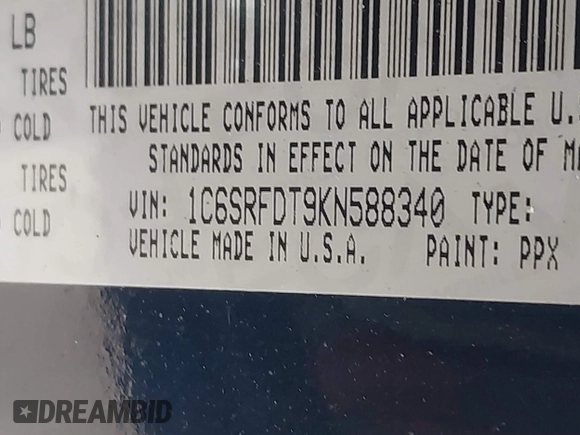 LB
TIRES
COLD
TIRES
COLD
THIS VEHICLE CONFORMS TO ALL APPLICABLE U.
STANDARDS IN EFFECT ON THE DATE OF
VIN: 1C6SRFDT9KN588340 TYPE:
VEHICLE MADE IN U.S.A. PAINT: PPX
DREAMBID